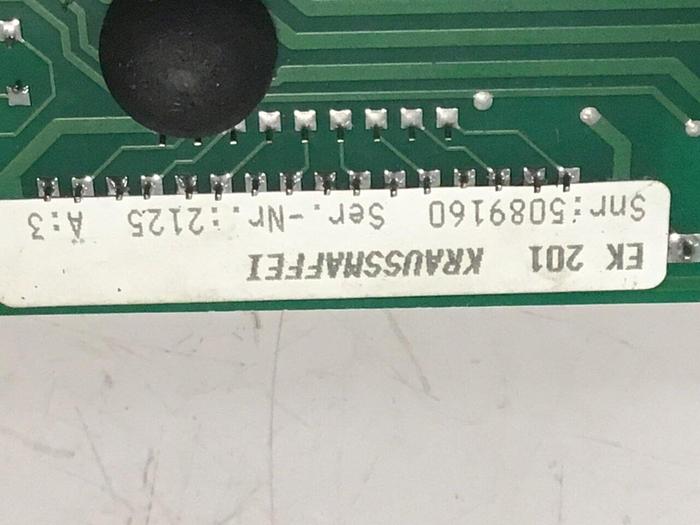 EK 201 KRAUSSMAFFEI
Snr:5089160 Ser.-Nr.:2125 Ä:3